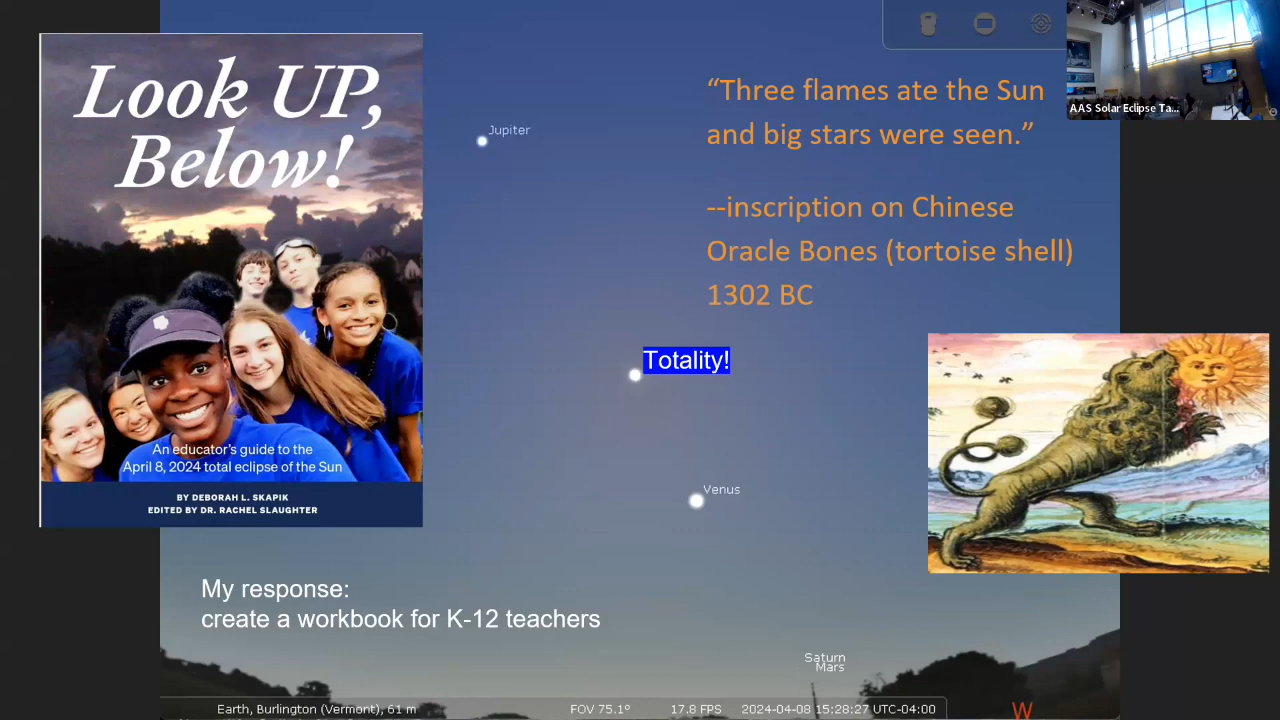 Look UP,
Below!
An educator's guide to the
April 8, 2024 total eclipse of the Sun
BY DEBORAH L. SKAPIK
EDITED BY DR. RACHEL SLAUGHTER
Jupiter
“Three flames ate the Sun
and big stars were seen.”
--inscription on Chinese
Oracle Bones (tortoise shell)
1302 BC
AAS Solar Eclipse Ta...
Totality!
Venus
My response:
create a workbook for K-12 teachers
Saturn
Mars
Earth, Burlington (Vermont), 61 m
FOV 75.1°
17.8 FPS
2024-04-08 15:28:27 UTC-04:00
W